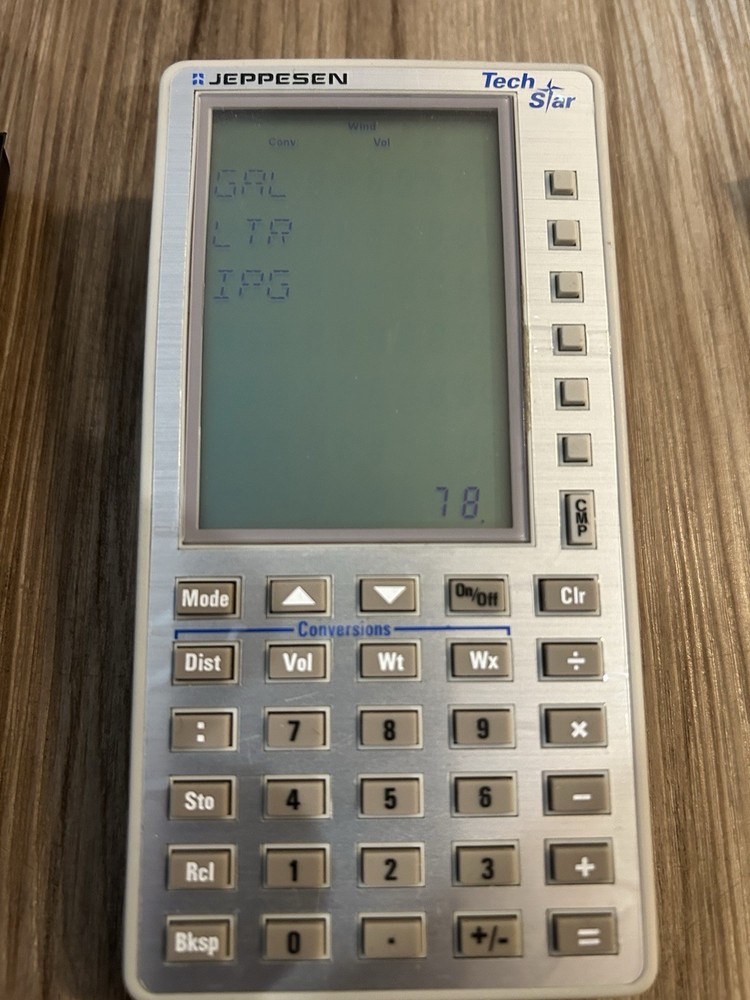 JEPPESEN Tech Star
Wind
Conv Vol
GAL
LTR
IPG
78.
CMP
Mode ▲ ▼ On/Off Clr
Conversions
Dist Vol Wt Wx ÷
: 7 8 9 ×
Sto 4 5 6 −
Rcl 1 2 3 +
Bksp 0 . +/- =